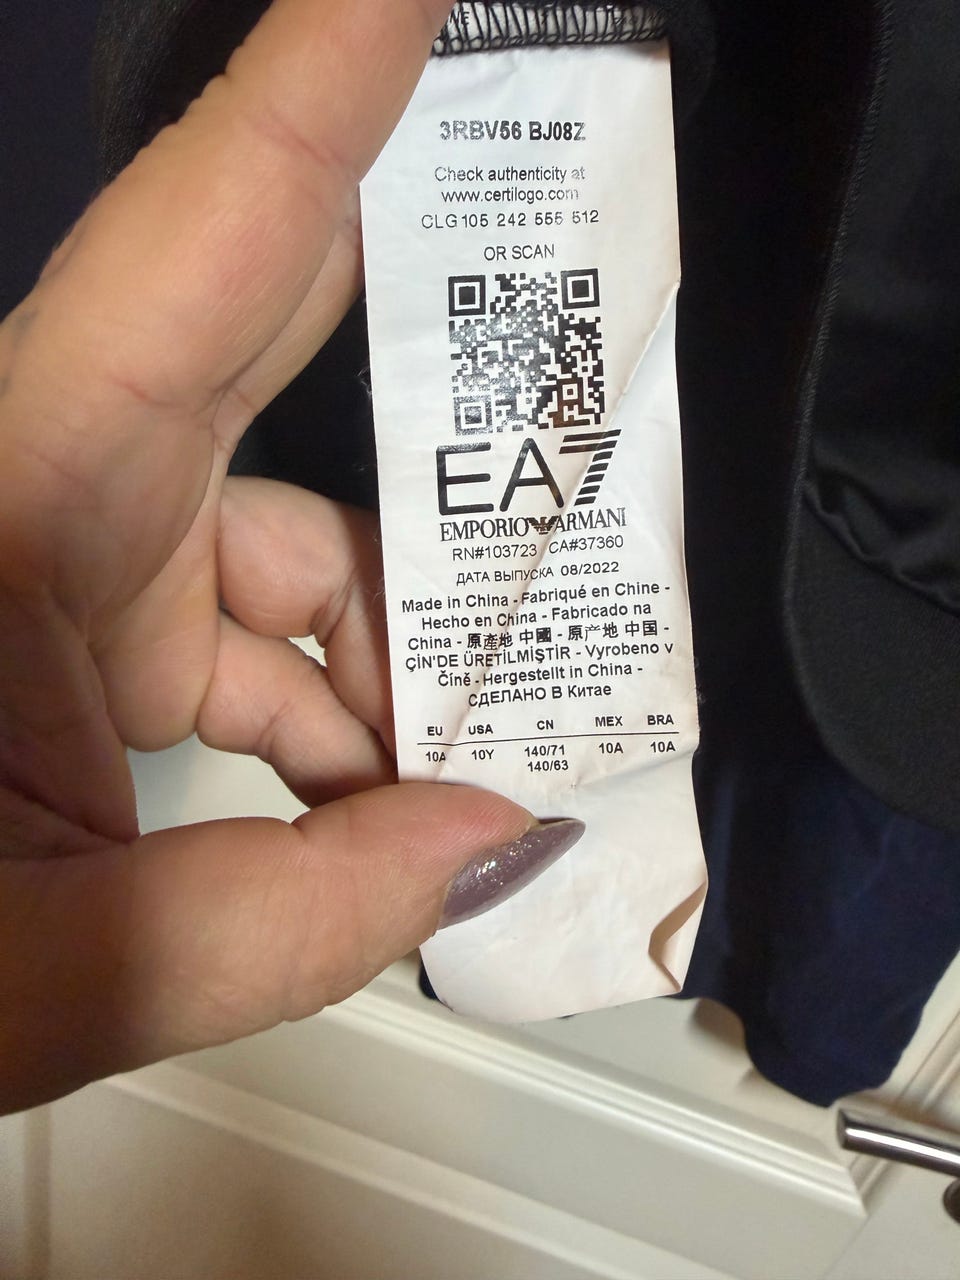 3RBV56 BJ08Z
Check authenticity at
www.certilogo.com
CLG 105 242 555 512
OR SCAN
EA7
EMPORIO ARMANI
RN#103723 CA#37360
ДАТА ВЫПУСКА 08/2022
Made in China - Fabriqué en Chine -
Hecho en China - Fabricado na
China - 原產地 中國 - 原产地 中国 -
ÇİN'DE ÜRETİLMİŞTİR - Vyrobeno v
Číně - Hergestellt in China -
СДЕЛАНО В Китае
EU USA CN MEX BRA
10A 10Y 140/71 10A 10A
140/63